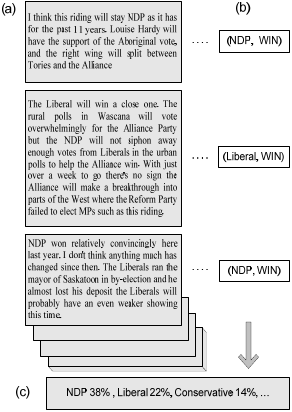 (a)
(b)
I think this riding will stay NDP as it has
for the past 11 years. Louise Hardy will
have the support of the Aboriginal vote,
and the right wing will split between
Tories and the Alliance
....
(NDP, WIN)
The Liberal will win a close one. The
rural polls in Wascana will vote
overwhelmingly for the Alliance Party
but the NDP will not siphon away
enough votes from Liberals in the urban
polls to help the Alliance win. With just
over a week to go there's no sign the
Alliance will make a breakthrough into
parts of the West where the Reform Party
failed to elect MPs such as this riding.
....
(Liberal, WIN)
NDP won relatively convincingly here
last year. I don't think anything much has
changed since then. The Liberals ran the
mayor of Saskatoon in by-election and he
almost lost his deposit the Liberals will
probably have an even weaker showing
this time.
....
(NDP, WIN)
(c)
NDP 38% , Liberal 22%, Conservative 14%, ...